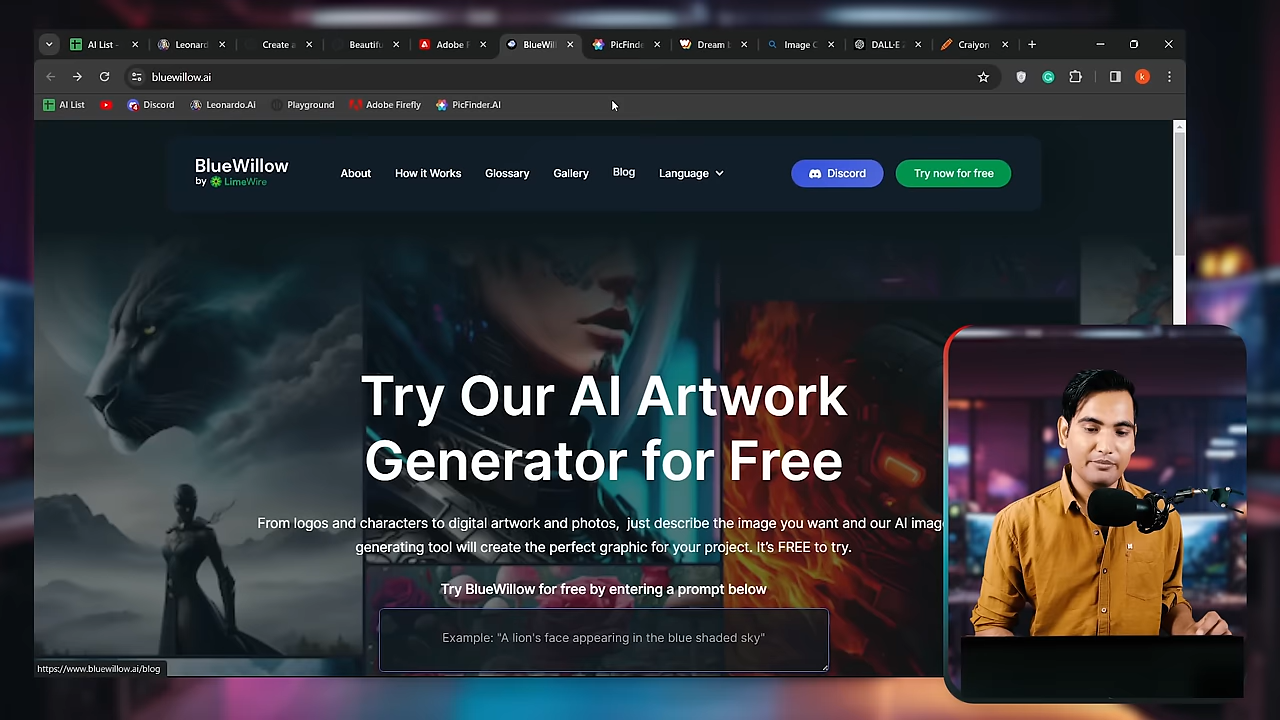 AI List -
Leonard
Create a
Beautifu
Adobe F
BlueWill
PicFinde
Dream b
Image C
DALL·E
Craiyon
bluewillow.ai
k
AI List
Discord
Leonardo.Ai
Playground
Adobe Firefly
PicFinder.AI
BlueWillow
by LimeWire
About
How it Works
Glossary
Gallery
Blog
Language
Discord
Try now for free
Try Our AI Artwork
Generator for Free
From logos and characters to digital artwork and photos, just describe the image you want and our AI imag
generating tool will create the perfect graphic for your project. It's FREE to try.
Try BlueWillow for free by entering a prompt below
Example: "A lion's face appearing in the blue shaded sky"
https://www.bluewillow.ai/blog